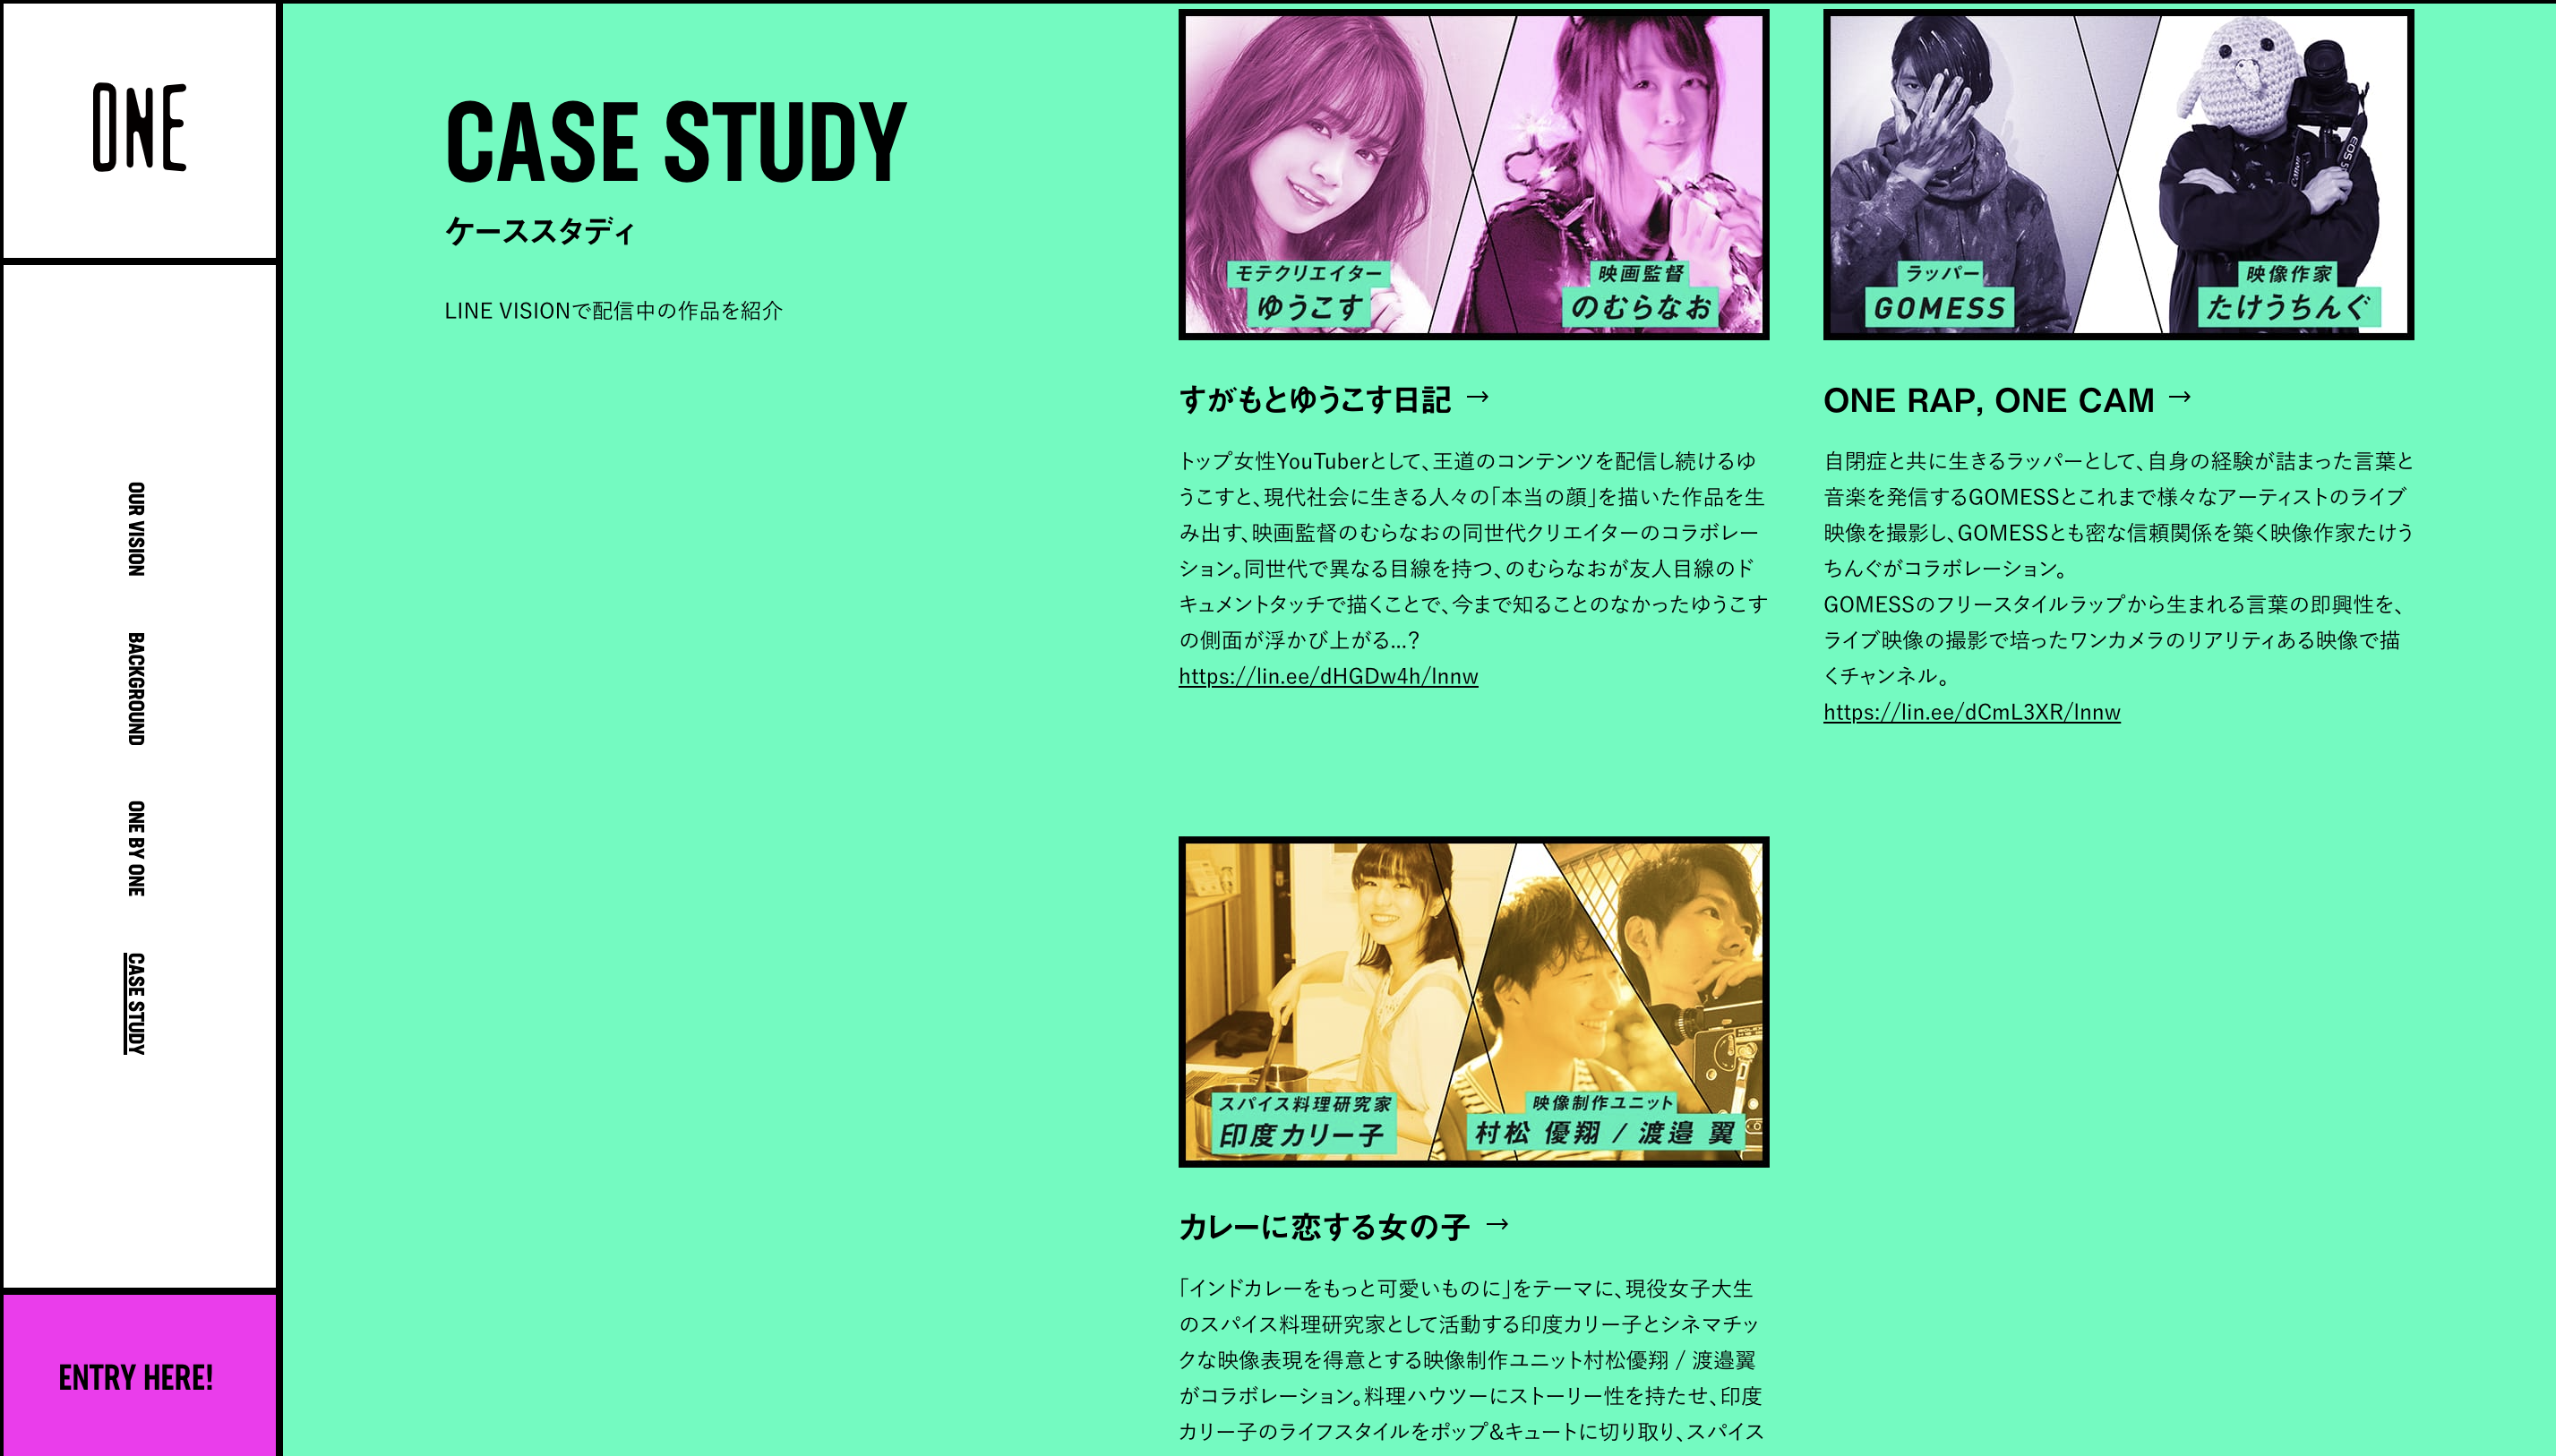 ONE
OUR VISION
BACKGROUND
ONE BY ONE
CASE STUDY
ENTRY HERE!
CASE STUDY
ケーススタディ
LINE VISIONで配信中の作品を紹介
モテクリエイター
ゆうこす
映画監督
のむらなお
すがもとゆうこす日記 →
トップ女性YouTuberとして、王道のコンテンツを配信し続けるゆ
うこすと、現代社会に生きる人々の「本当の顔」を描いた作品を生
み出す、映画監督のむらなおの同世代クリエイターのコラボレー
ション。同世代で異なる目線を持つ、のむらなおが友人目線のド
キュメントタッチで描くことで、今まで知ることのなかったゆうこす
の側面が浮かび上がる...?
https://lin.ee/dHGDw4h/lnnw
ラッパー
GOMESS
映像作家
たけうちんぐ
EOS 5
Canon
ONE RAP, ONE CAM →
自閉症と共に生きるラッパーとして、自身の経験が詰まった言葉と
音楽を発信するGOMESSとこれまで様々なアーティストのライブ
映像を撮影し、GOMESSとも密な信頼関係を築く映像作家たけう
ちんぐがコラボレーション。
GOMESSのフリースタイルラップから生まれる言葉の即興性を、
ライブ映像の撮影で培ったワンカメラのリアリティある映像で描
くチャンネル。
https://lin.ee/dCmL3XR/lnnw
スパイス料理研究家
印度カリー子
映像制作ユニット
村松 優翔 / 渡邉 翼
カレーに恋する女の子 →
「インドカレーをもっと可愛いものに」をテーマに、現役女子大生
のスパイス料理研究家として活動する印度カリー子とシネマチッ
クな映像表現を得意とする映像制作ユニット村松優翔 / 渡邉翼
がコラボレーション。料理ハウツーにストーリー性を持たせ、印度
カリー子のライフスタイルをポップ&キュートに切り取り、スパイス